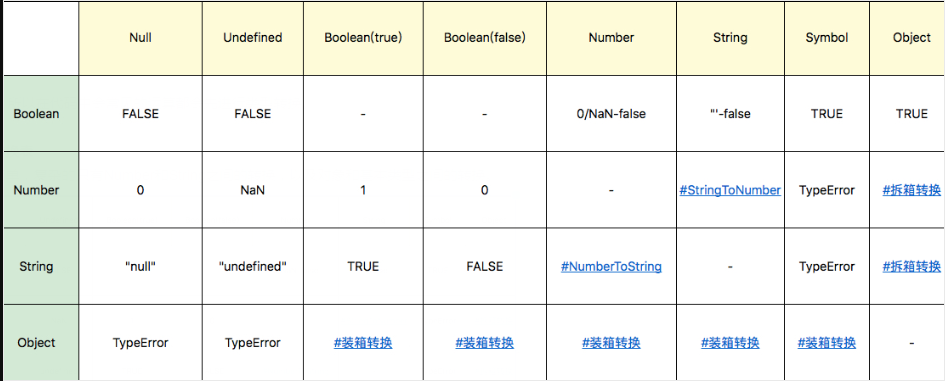 Null Undefined Boolean(true) Boolean(false) Number String Symbol Object
Boolean FALSE FALSE - - 0/NaN-false "'-false TRUE TRUE
Number 0 NaN 1 0 - #StringToNumber TypeError #拆箱转换
String "null" "undefined" TRUE FALSE #NumberToString - TypeError #拆箱转换
Object TypeError TypeError #装箱转换 #装箱转换 #装箱转换 #装箱转换 #装箱转换 -